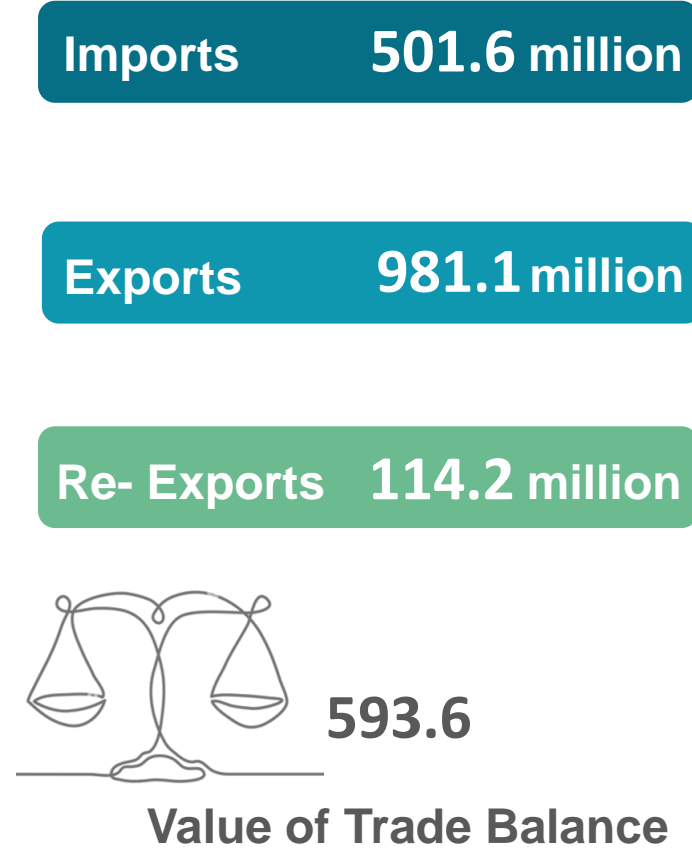 Imports 501.6 million
Exports 981.1 million
Re- Exports 114.2 million
593.6
Value of Trade Balance